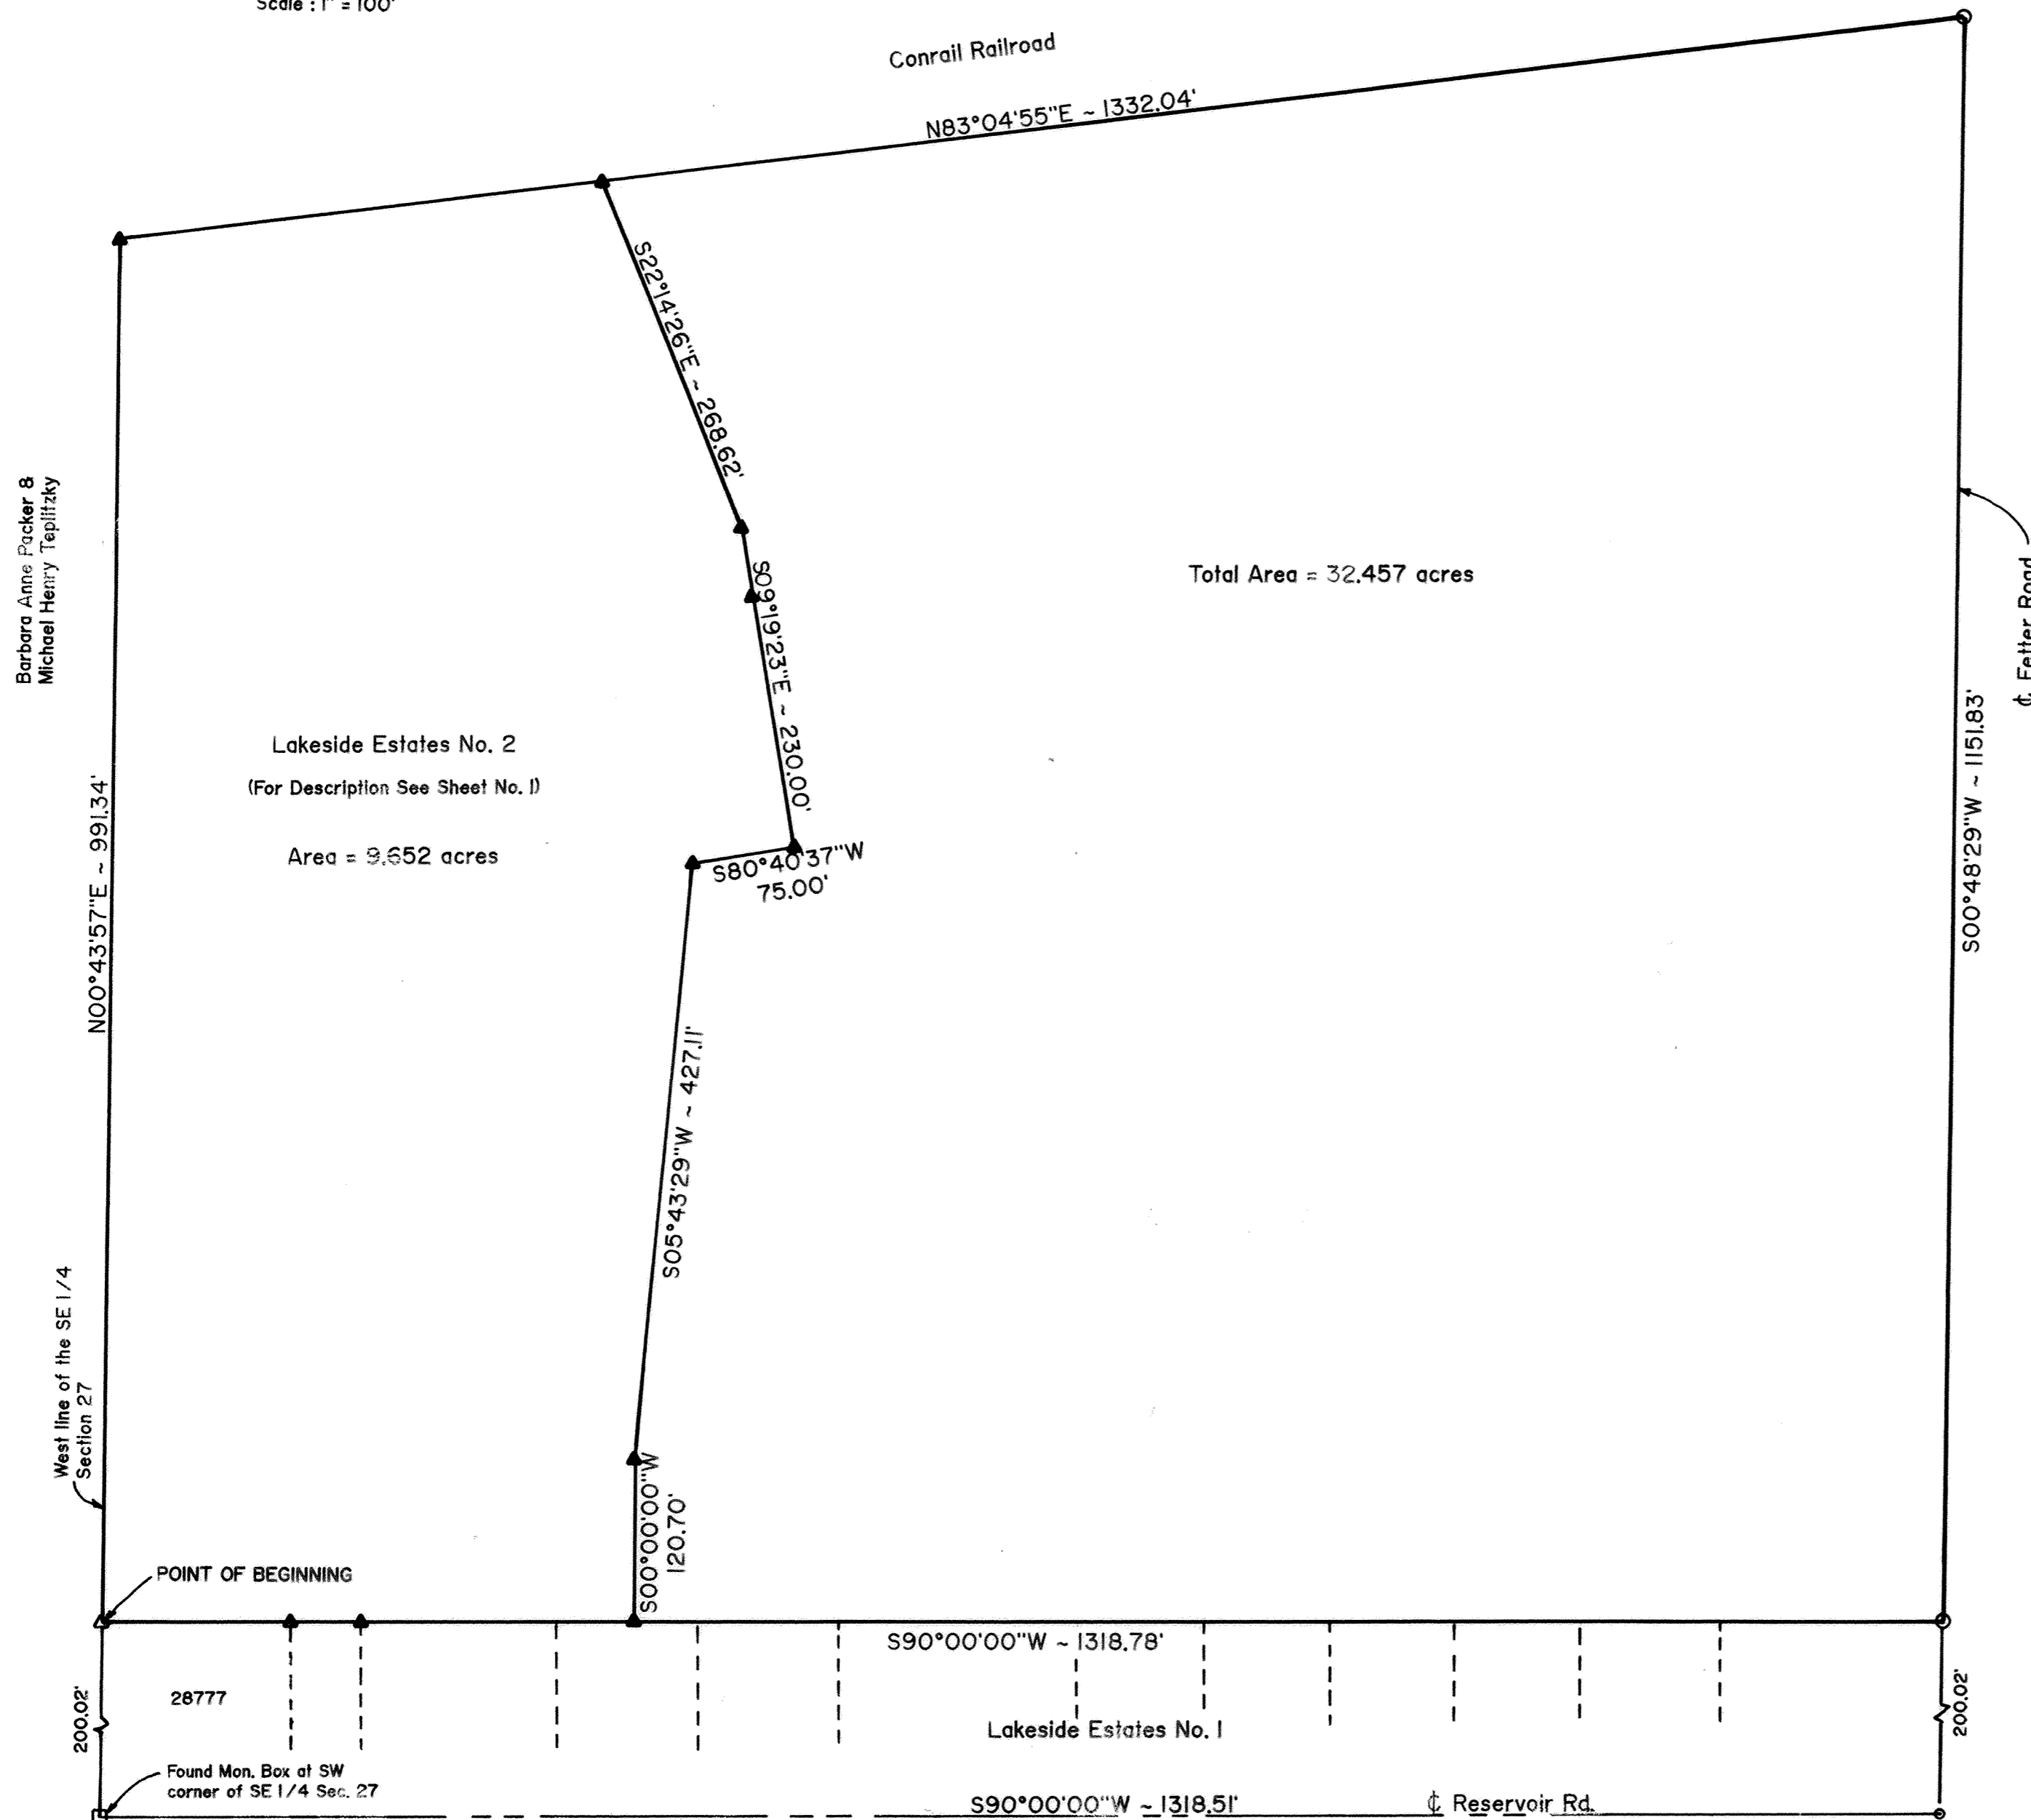 Scale : 1" = 100'
Conrail Railroad
N83°04'55"E ~ 1332.04'
S22°14'26"E ~ 268.62'
Barbara Anne Packer &
Michael Henry Teplitzky
S09°19'23"E ~ 230.00'
Total Area = 32.457 acres
℄ Fetter Road
Lakeside Estates No. 2
(For Description See Sheet No. 1)
Area = 9.652 acres
N00°43'57"E ~ 991.34'
S00°48'29"W ~ 1151.83'
S80°40'37"W
75.00'
S05°43'29"W ~ 427.11'
West line of the SE 1/4
Section 27
S00°00'00"W
120.70'
POINT OF BEGINNING
S90°00'00"W ~ 1318.78'
200.02'
28777
200.02'
Lakeside Estates No. 1
Found Mon. Box at SW
corner of SE 1/4 Sec. 27
S90°00'00"W ~ 1318.51'
℄ Reservoir Rd.